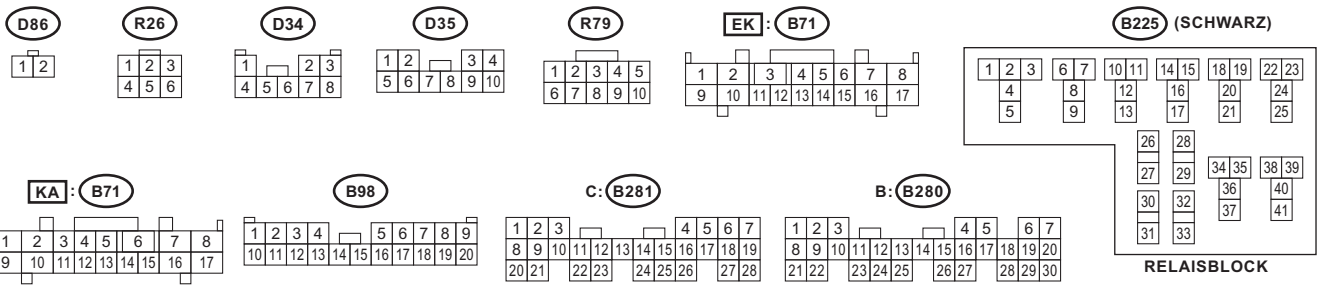 D86 R26 D34 D35 R79 EK : B71 B225 (SCHWARZ)
1 2
1 2 3
4 5 6
1 2 3
4 5 6 7 8
1 2 3 4
5 6 7 8 9 10
1 2 3 4 5
6 7 8 9 10
1 2 3 4 5 6 7 8
9 10 11 12 13 14 15 16 17
1 2 3 6 7 10 11 14 15 18 19 22 23
4 8 12 16 20 24
5 9 13 17 21 25
26 28
27 29 34 35 38 39
36 40
30 32 37 41
31 33
RELAISBLOCK
KA : B71 B98 C: B281 B: B280
1 2 3 4 5 6 7 8
9 10 11 12 13 14 15 16 17
1 2 3 4 5 6 7 8 9
10 11 12 13 14 15 16 17 18 19 20
1 2 3 4 5 6 7
8 9 10 11 12 13 14 15 16 17 18 19
20 21 22 23 24 25 26 27 28
1 2 3 4 5 6 7
8 9 10 11 12 13 14 15 16 17 18 19 20
21 22 23 24 25 26 27 28 29 30